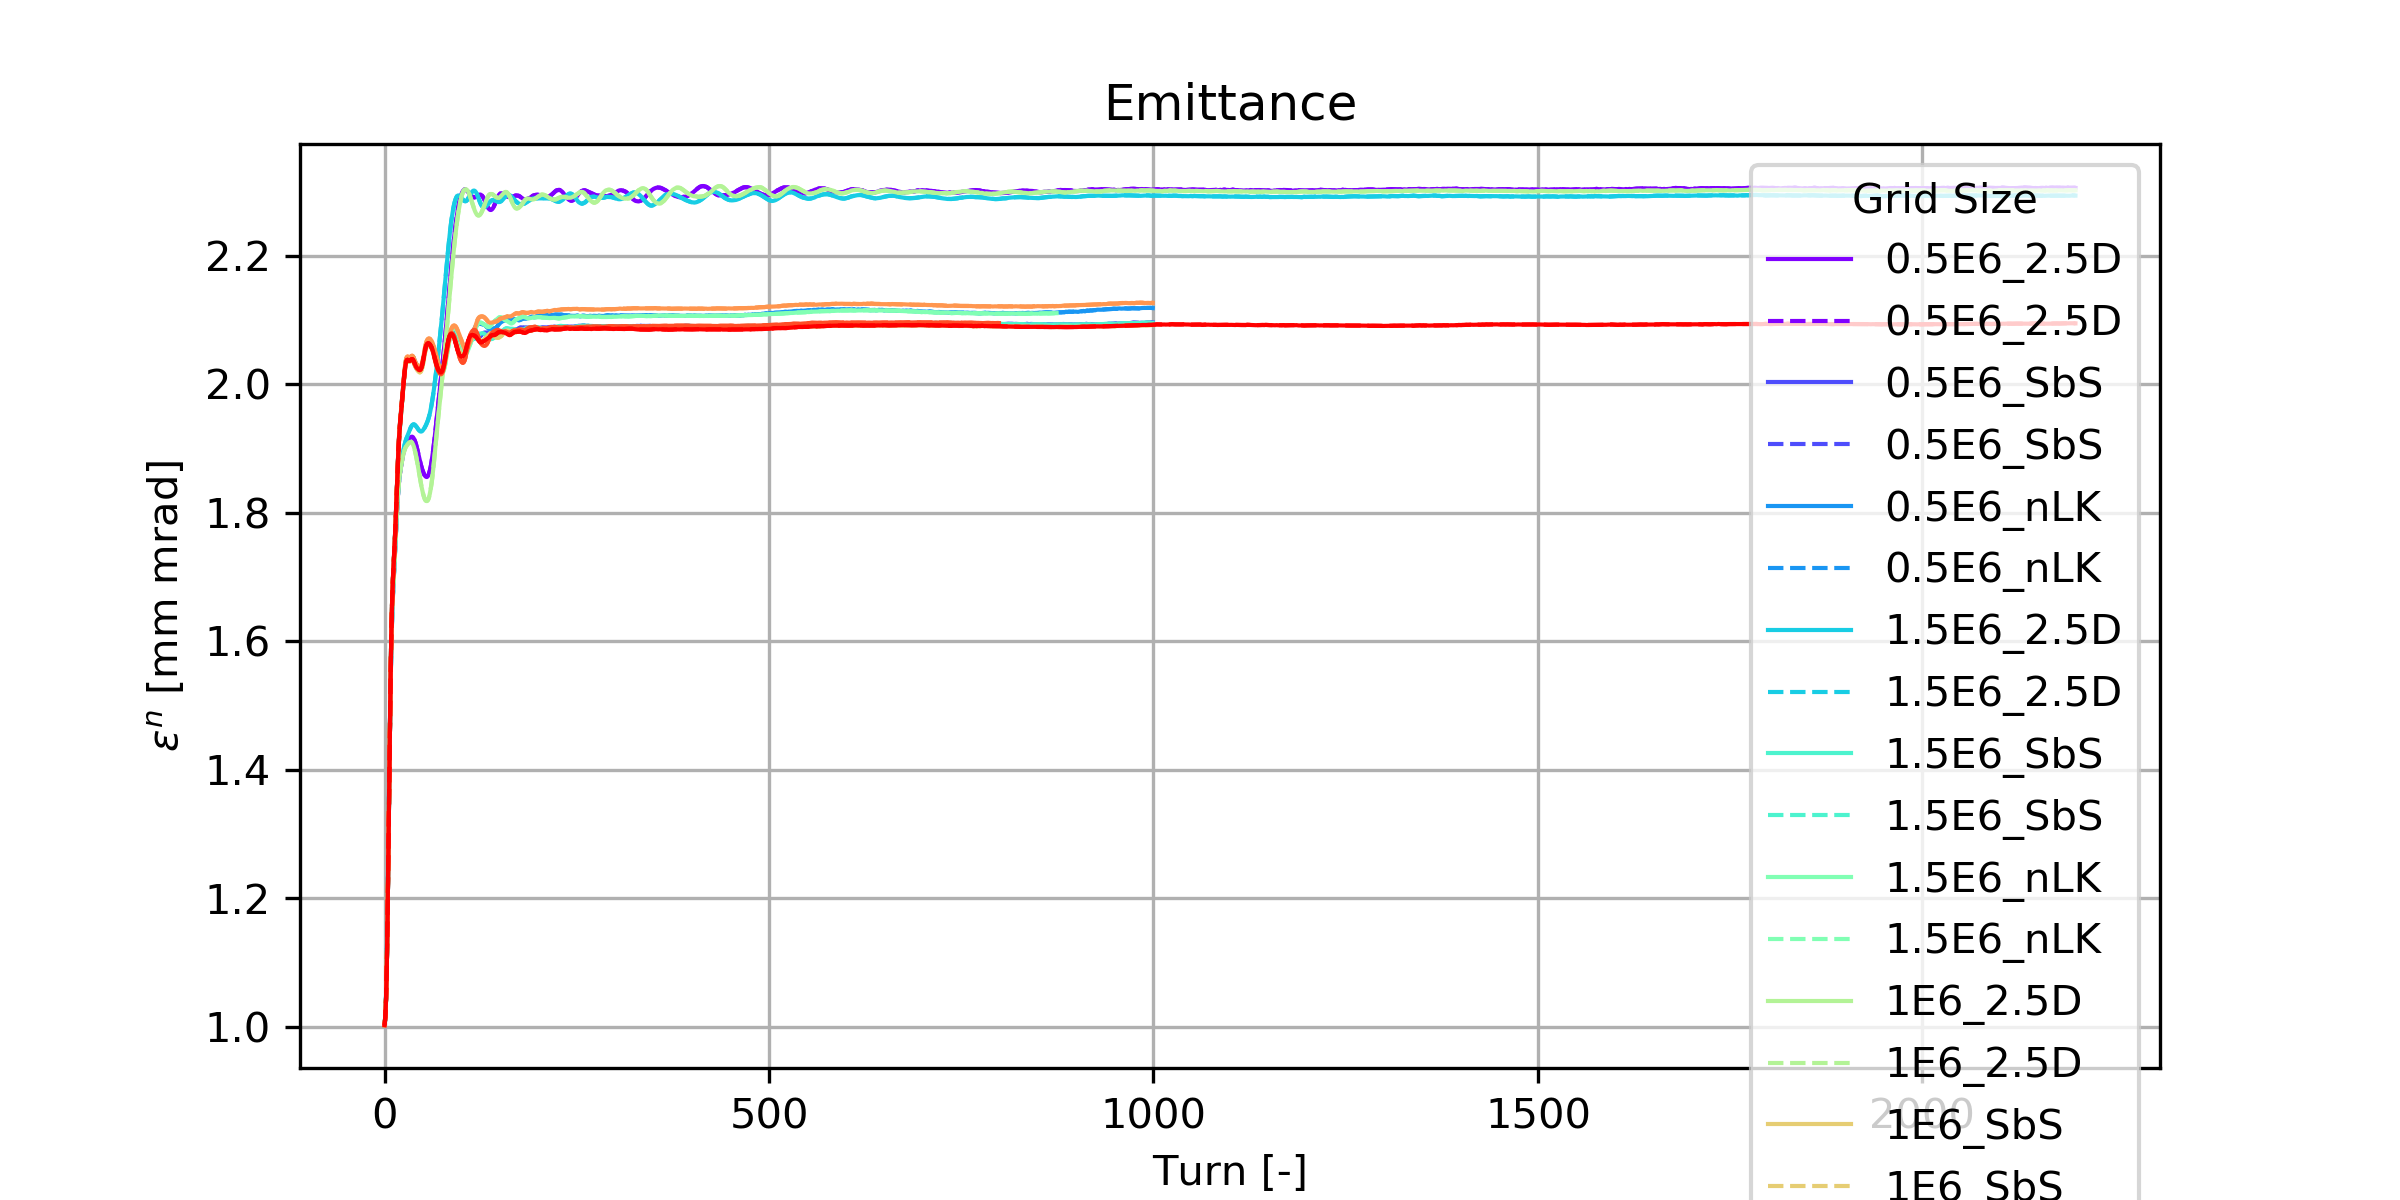 Emittance
εⁿ [mm mrad]
2.2
2.0
1.8
1.6
1.4
1.2
1.0
0
500
1000
1500
2000
Turn [-]
Grid Size
0.5E6_2.5D
0.5E6_2.5D
0.5E6_SbS
0.5E6_SbS
0.5E6_nLK
0.5E6_nLK
1.5E6_2.5D
1.5E6_2.5D
1.5E6_SbS
1.5E6_SbS
1.5E6_nLK
1.5E6_nLK
1E6_2.5D
1E6_2.5D
1E6_SbS
1E6_SbS